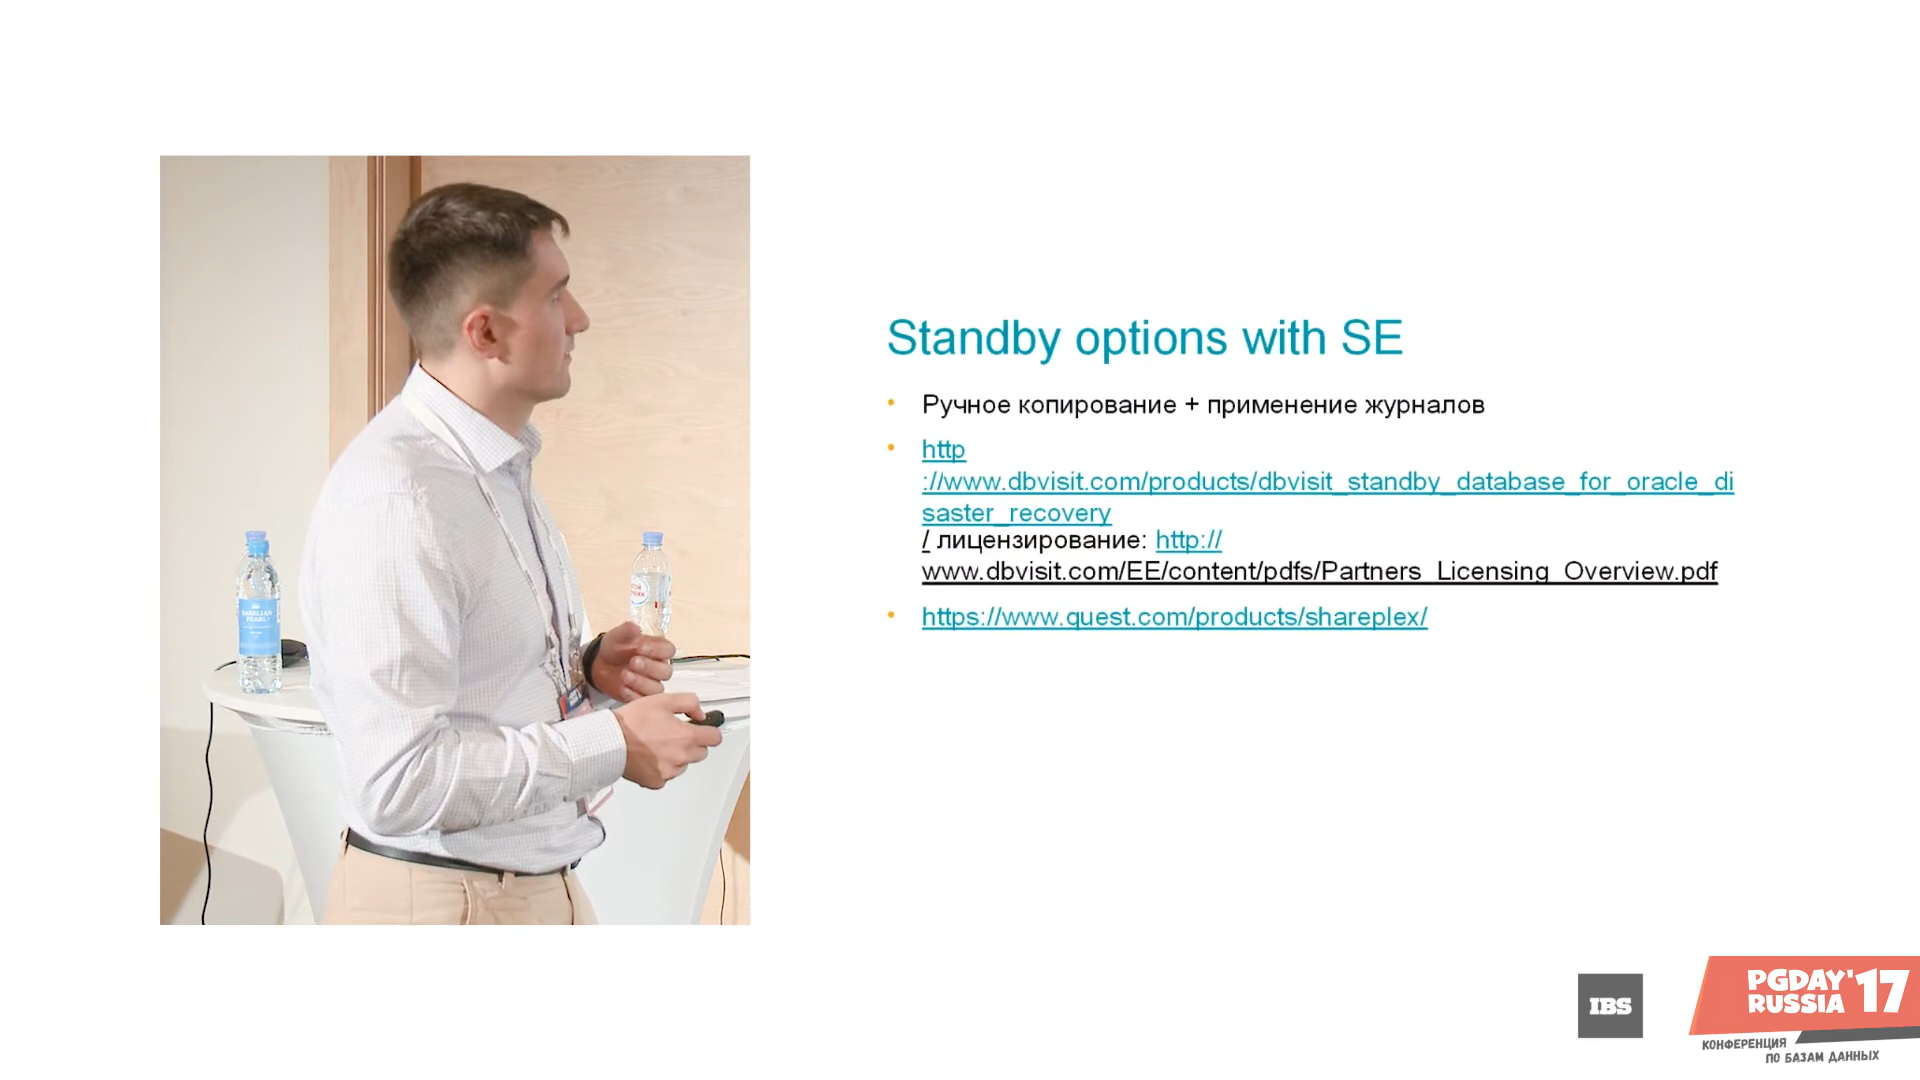 Standby options with SE
• Ручное копирование + применение журналов
• http
://www.dbvisit.com/products/dbvisit_standby_database_for_oracle_di
saster_recovery
/ лицензирование: http://
www.dbvisit.com/EE/content/pdfs/Partners_Licensing_Overview.pdf
• https://www.quest.com/products/shareplex/
KARELIAN
PEARL
IBS
PGDAY'17
RUSSIA
КОНФЕРЕНЦИЯ
ПО БАЗАМ ДАННЫХ